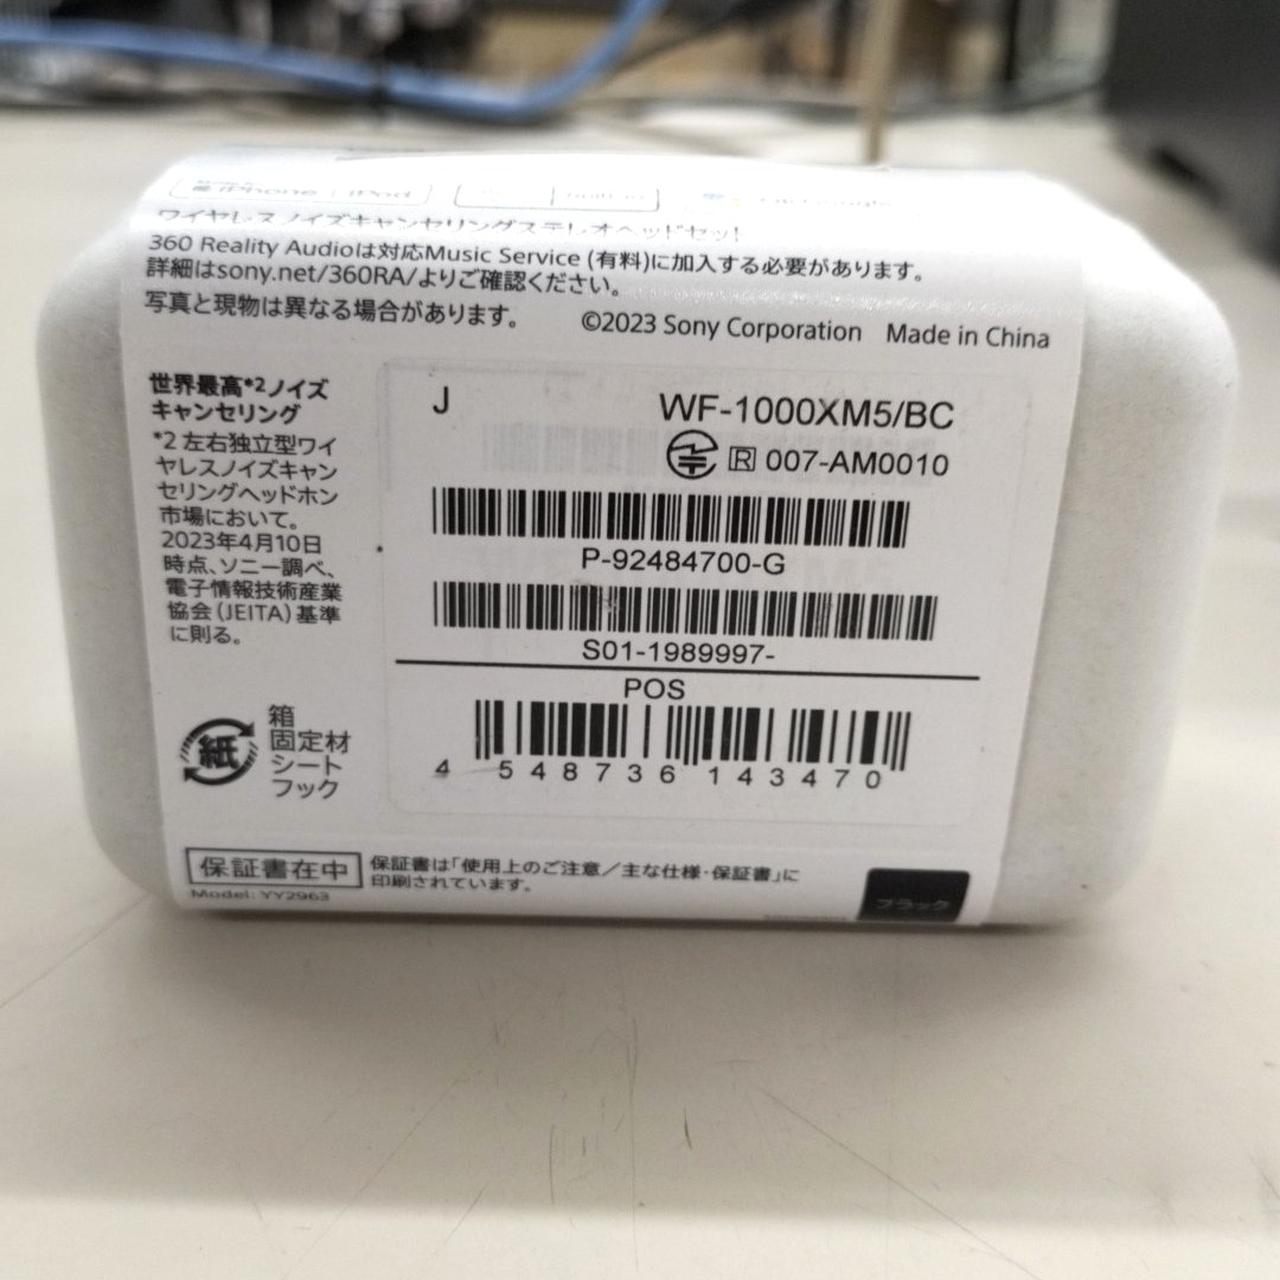 iPhone | iPod
ワイヤレスノイズキャンセリングステレオヘッドセット
360 Reality Audioは対応Music Service (有料)に加入する必要があります。
詳細はsony.net/360RA/よりご確認ください。
写真と現物は異なる場合があります。
©2023 Sony Corporation Made in China
世界最高*2ノイズ
キャンセリング
*2 左右独立型ワイ
ヤレスノイズキャン
セリングヘッドホン
市場において。
2023年4月10日
時点、ソニー調べ、
電子情報技術産業
協会(JEITA)基準
に則る。
紙
箱
固定材
シート
フック
J
WF-1000XM5/BC
R 007-AM0010
P-92484700-G
S01-1989997-
POS
4 548736 143470
保証書在中
保証書は「使用上のご注意/主な仕様・保証書」に
印刷されています。
Model: YY2963
ブラック